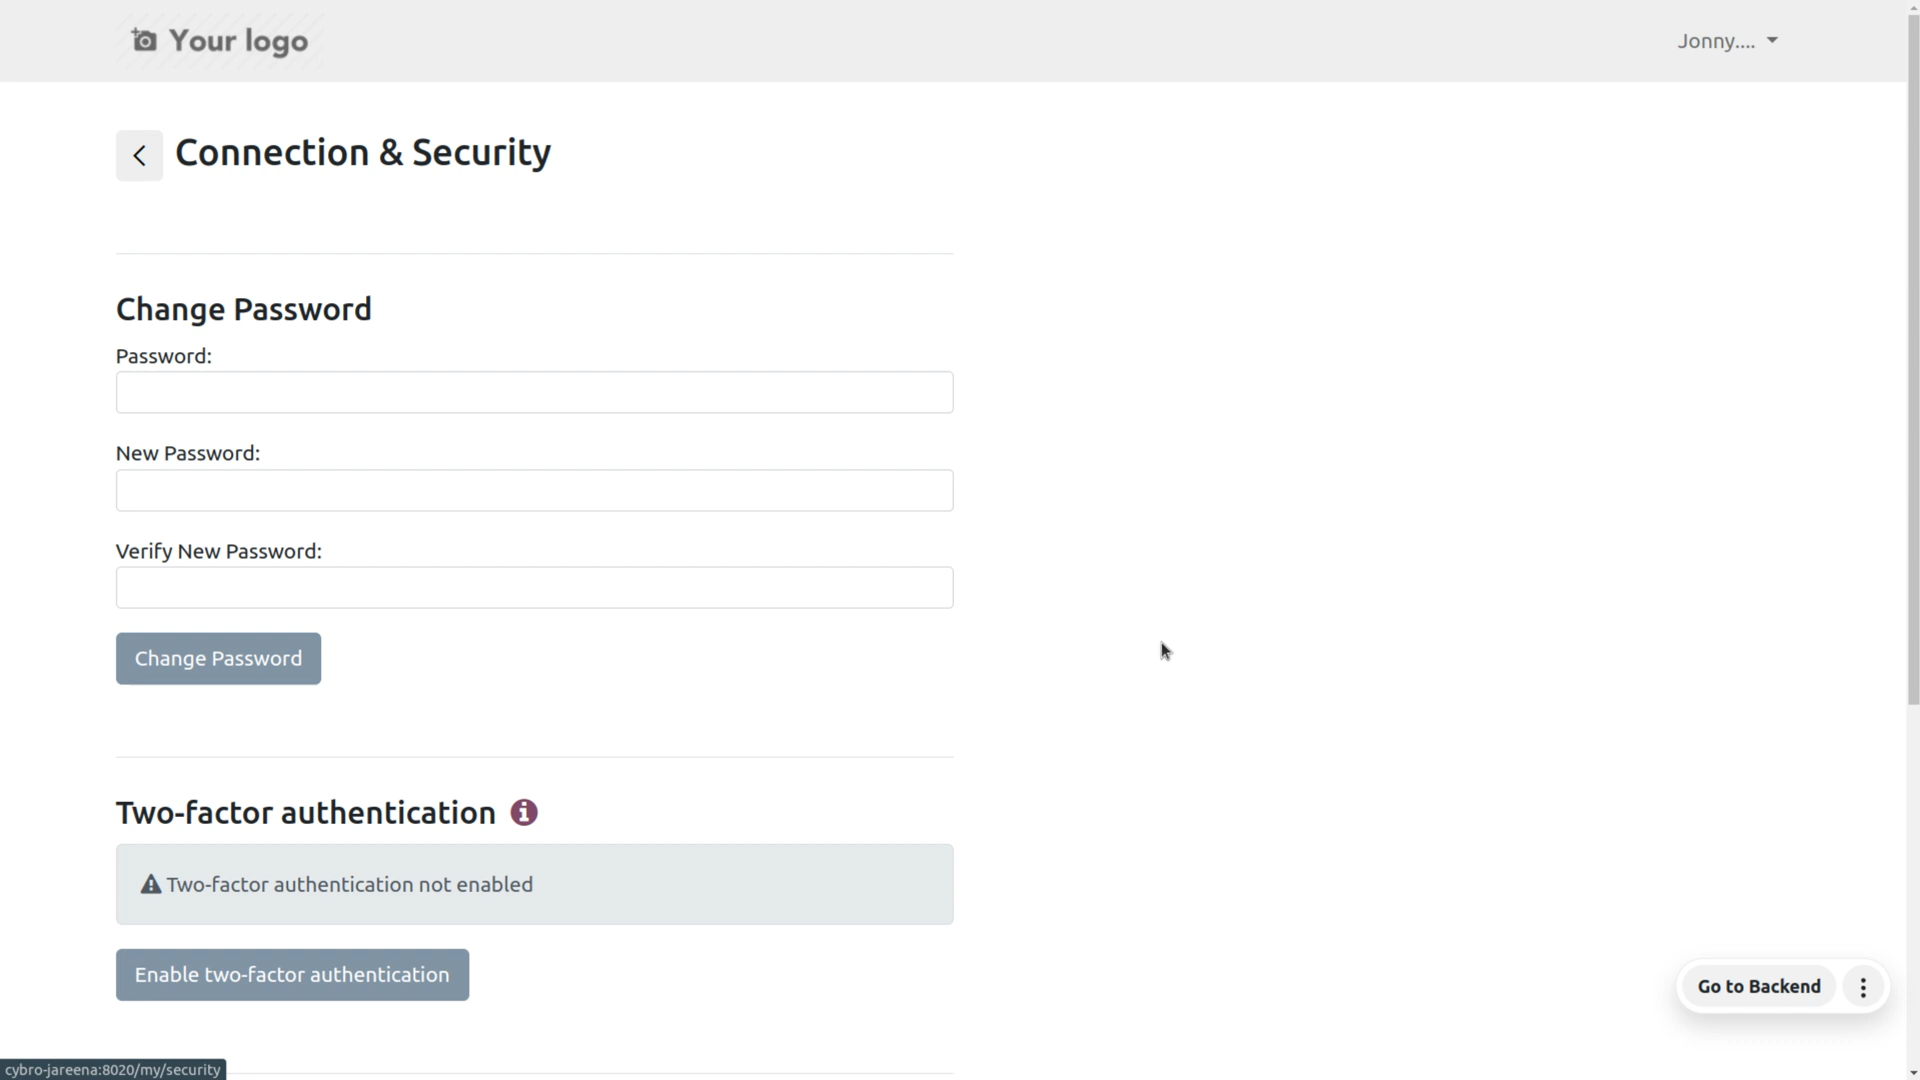 Your logo
Jonny....
Connection & Security
Change Password
Password:
New Password:
Verify New Password:
Change Password
Two-factor authentication
Two-factor authentication not enabled
Enable two-factor authentication
Go to Backend
cybro-jareena:8020/my/security